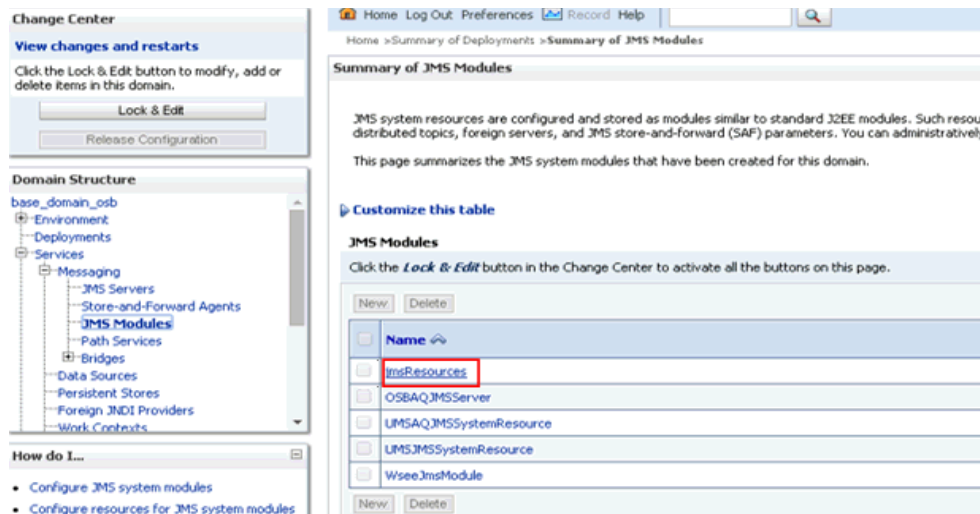 Change Center
View changes and restarts
Click the Lock & Edit button to modify, add or
delete items in this domain.
Lock & Edit
Release Configuration
Domain Structure
base_domain_osb
Environment
Deployments
Services
Messaging
JMS Servers
Store-and-Forward Agents
JMS Modules
Path Services
Bridges
Data Sources
Persistent Stores
Foreign JNDI Providers
Work Contexts
How do I...
Configure JMS system modules
Configure resources for JMS system modules
Home Log Out Preferences Record Help
Home >Summary of Deployments >Summary of JMS Modules
Summary of JMS Modules
JMS system resources are configured and stored as modules similar to standard J2EE modules. Such resou
distributed topics, foreign servers, and JMS store-and-forward (SAF) parameters. You can administratively
This page summarizes the JMS system modules that have been created for this domain.
Customize this table
JMS Modules
Click the Lock & Edit button in the Change Center to activate all the buttons on this page.
New Delete
Name
jmsResources
OSBAQJMSServer
UMSAQJMSSystemResource
UMSJMSSystemResource
WseeJmsModule
New Delete